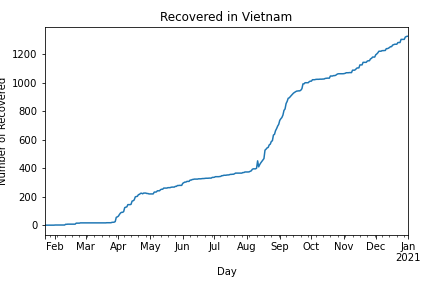 Recovered in Vietnam
Number of Recovered
1200
1000
800
600
400
200
0
Feb Mar Apr May Jun Jul Aug Sep Oct Nov Dec Jan
2021
Day